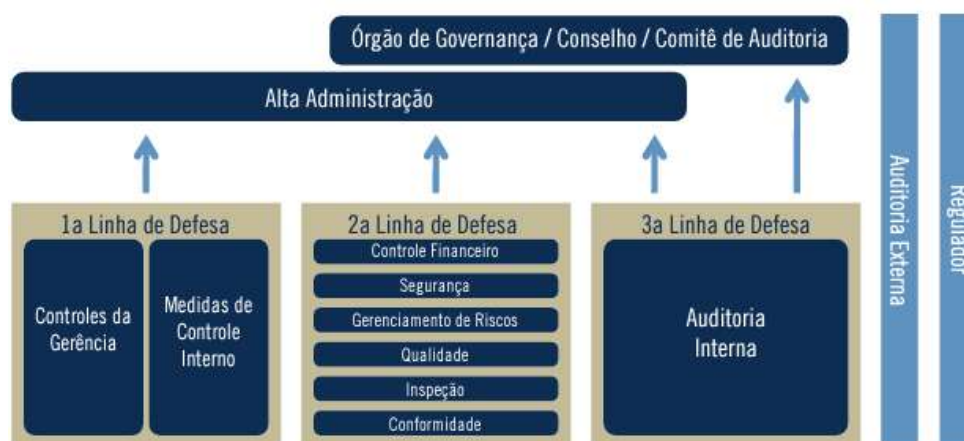 Órgão de Governança / Conselho / Comitê de Auditoria
Alta Administração
1a Linha de Defesa
Controles da
Gerência
Medidas de
Controle
Interno
2a Linha de Defesa
Controle Financeiro
Segurança
Gerenciamento de Riscos
Qualidade
Inspeção
Conformidade
3a Linha de Defesa
Auditoria
Interna
Auditoria Externa
Regulador